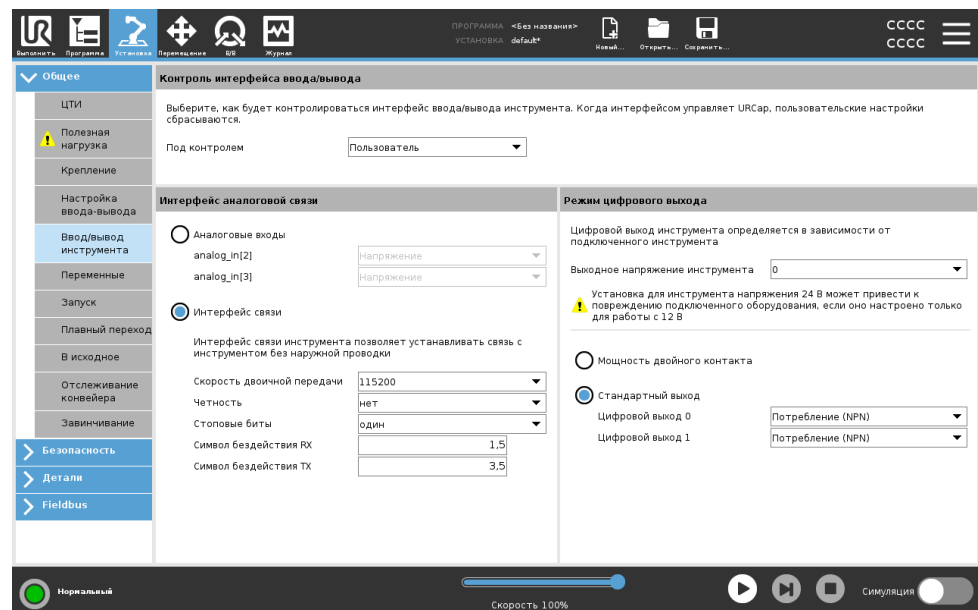 ПРОГРАММА <Без названия>
УСТАНОВКА default*
Выполнить Программа Установка Перемещение В/В Журнал
Новый... Открыть... Сохранить...
CCCC
CCCC
Общее
ЦТИ
Полезная
нагрузка
Крепление
Настройка
ввода-вывода
Ввод/вывод
инструмента
Переменные
Запуск
Плавный переход
В исходное
Отслеживание
конвейера
Завинчивание
Безопасность
Детали
Fieldbus
Контроль интерфейса ввода/вывода
Выберите, как будет контролироваться интерфейс ввода/вывода инструмента. Когда интерфейсом управляет URCap, пользовательские настройки
сбрасываются.
Под контролем Пользователь
Интерфейс аналоговой связи
Аналоговые входы
analog_in[2] Напряжение
analog_in[3] Напряжение
Интерфейс связи
Интерфейс связи инструмента позволяет устанавливать связь с
инструментом без наружной проводки
Скорость двоичной передачи 115200
Четность нет
Стоповые биты один
Символ бездействия RX 1,5
Символ бездействия TX 3,5
Режим цифрового выхода
Цифровой выход инструмента определяется в зависимости от
подключенного инструмента
Выходное напряжение инструмента 0
Установка для инструмента напряжения 24 В может привести к
повреждению подключенного оборудования, если оно настроено только
для работы с 12 В
Мощность двойного контакта
Стандартный выход
Цифровой выход 0 Потребление (NPN)
Цифровой выход 1 Потребление (NPN)
Нормальный
Скорость 100%
Симуляция